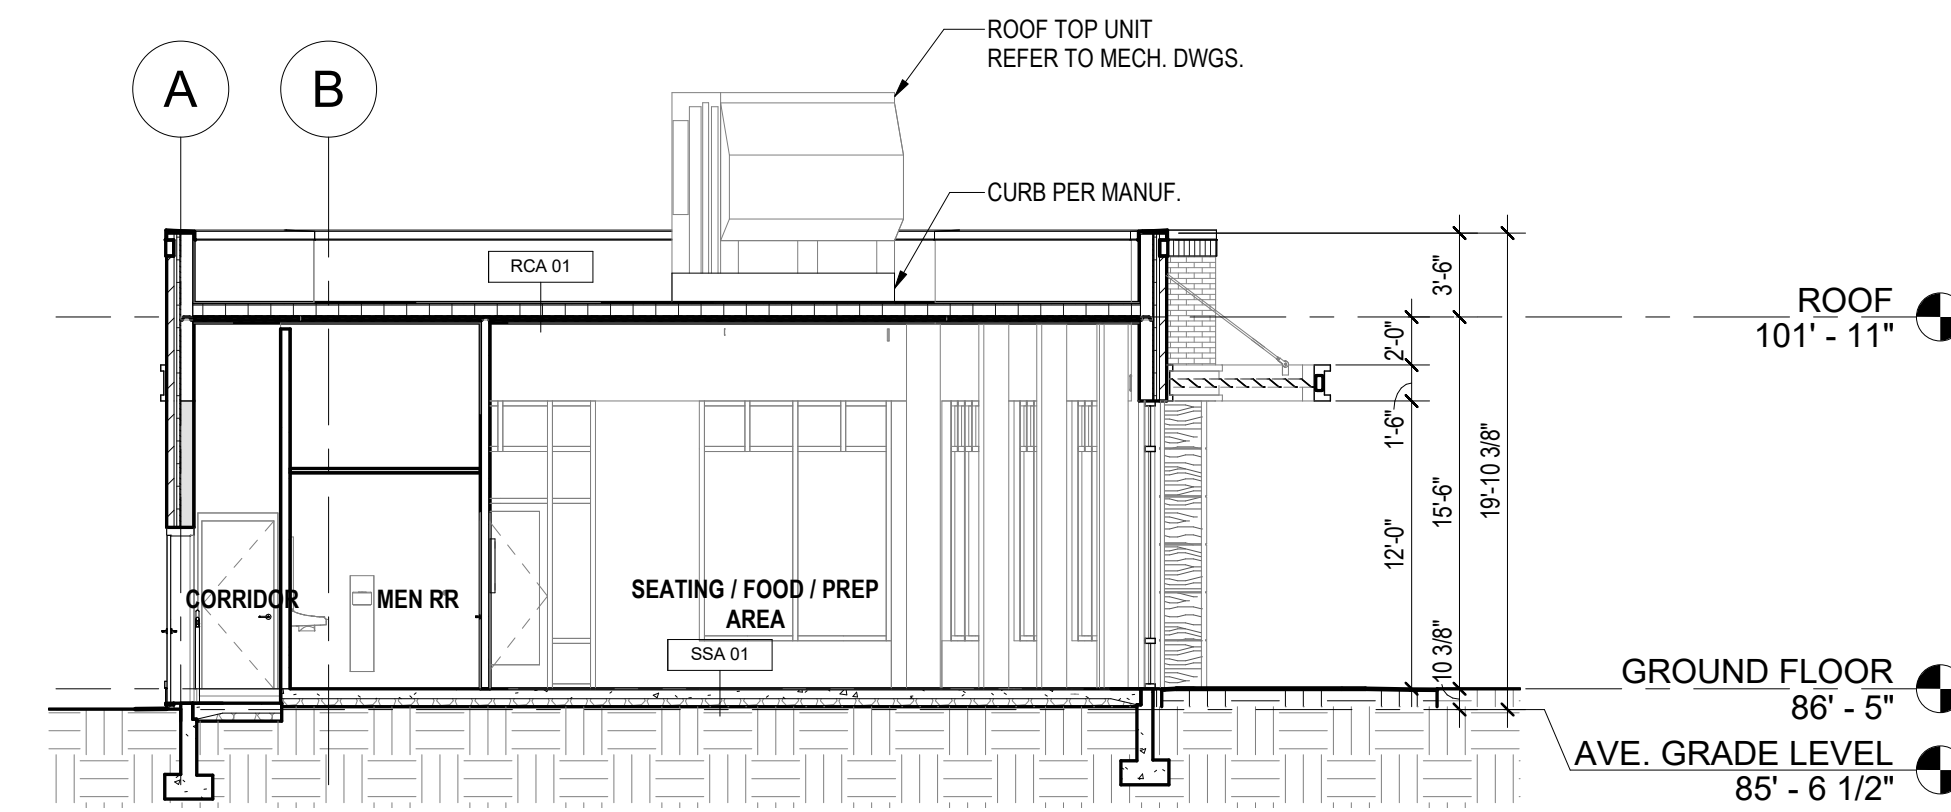 ROOF TOP UNIT
REFER TO MECH. DWGS.
A
B
CURB PER MANUF.
RCA 01
3'-6"
ROOF
101' - 11"
2'-0"
1'-6"
19'-10 3/8"
15'-6"
12'-0"
SEATING / FOOD / PREP
AREA
CORRIDOR
MEN RR
SSA 01
10 3/8"
GROUND FLOOR
86' - 5"
AVE. GRADE LEVEL
85' - 6 1/2"